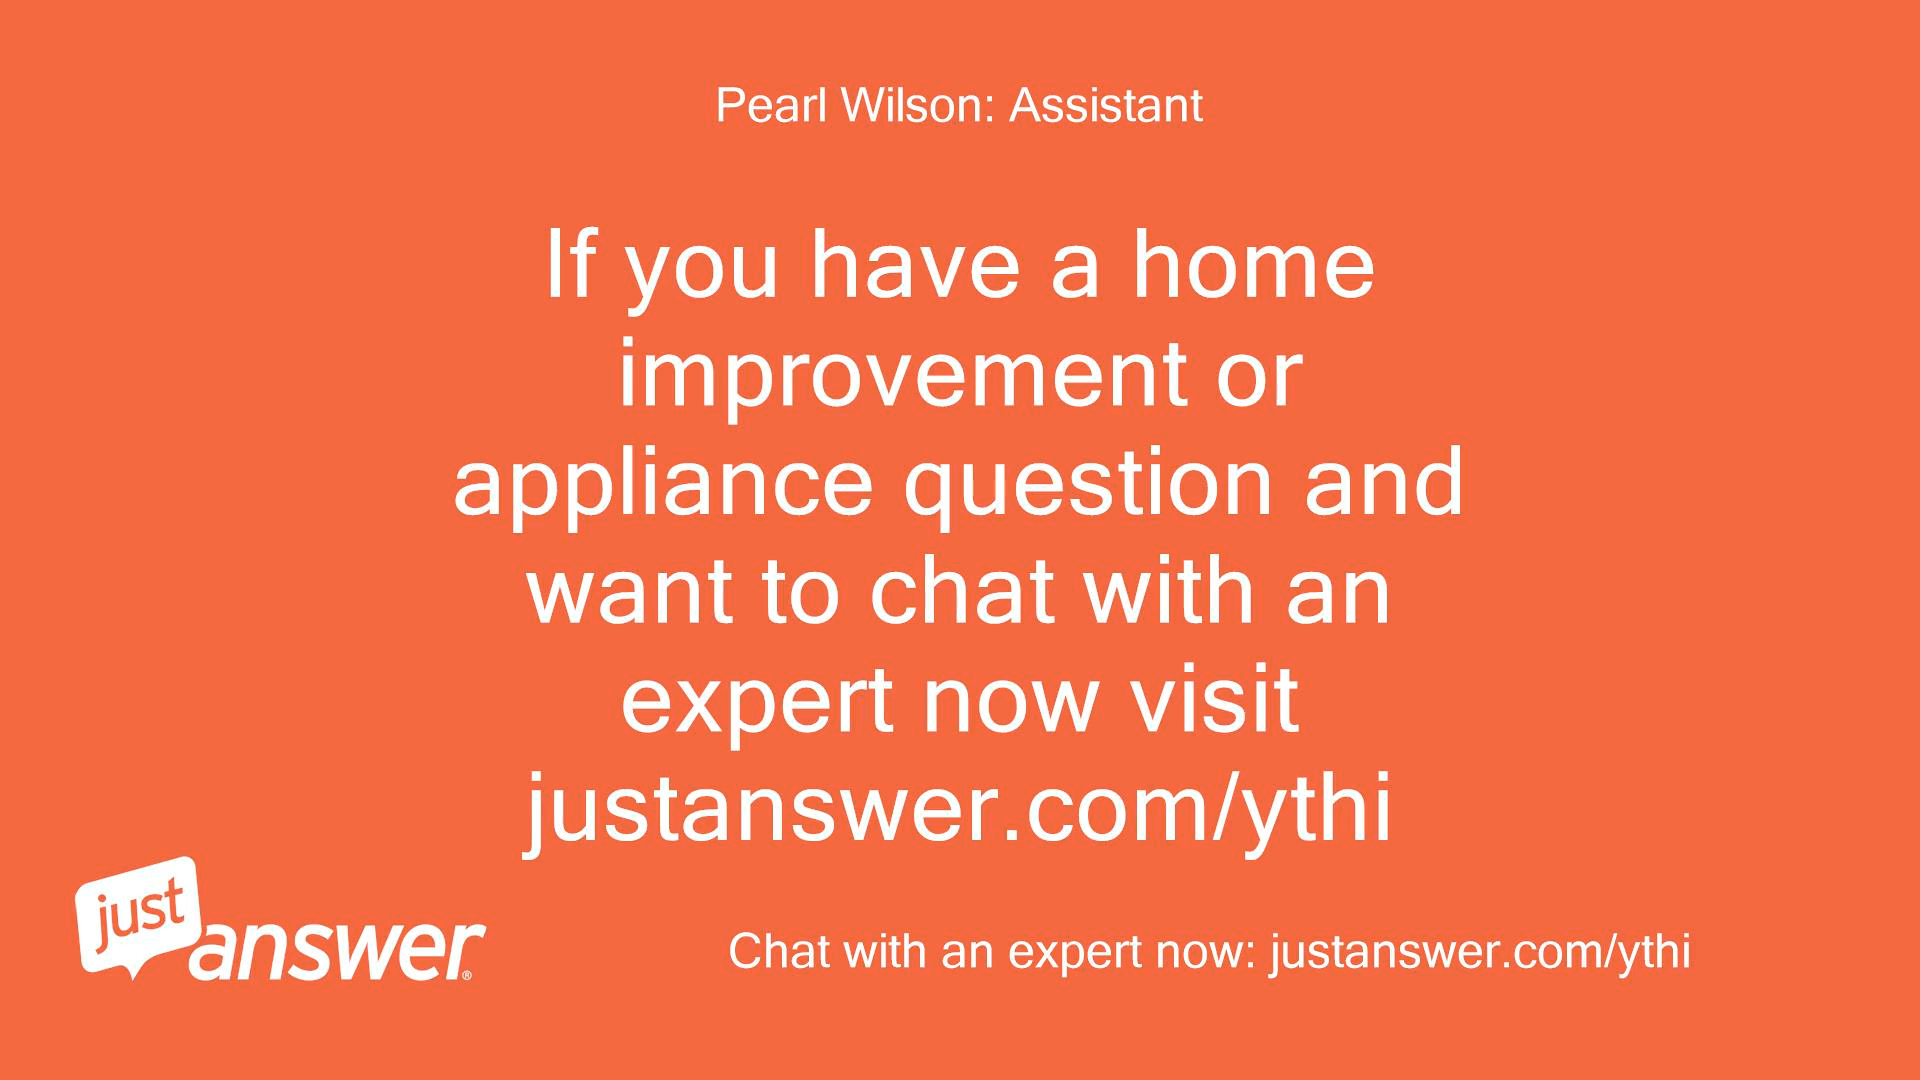 Pearl Wilson: Assistant
If you have a home
improvement or
appliance question and
want to chat with an
expert now visit
justanswer.com/ythi
just
answer®
Chat with an expert now: justanswer.com/ythi